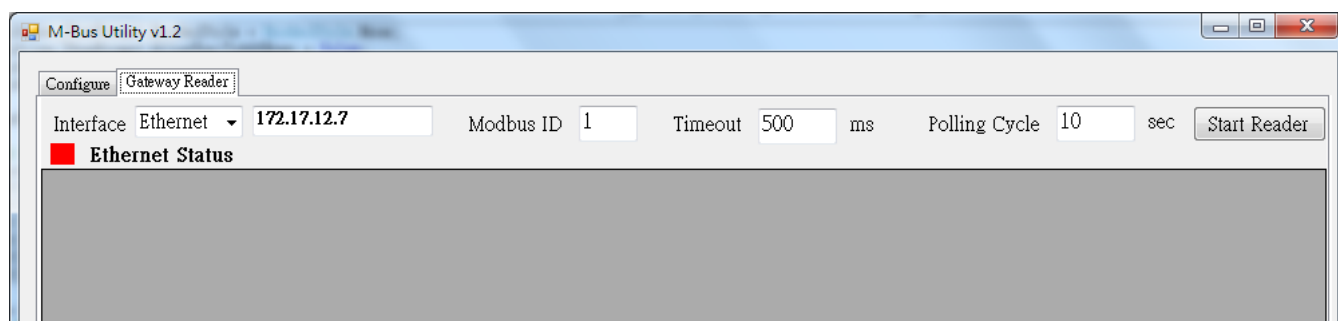 M-Bus Utility v1.2
Configure Gateway Reader
Interface Ethernet 172.17.12.7 Modbus ID 1 Timeout 500 ms Polling Cycle 10 sec Start Reader
Ethernet Status